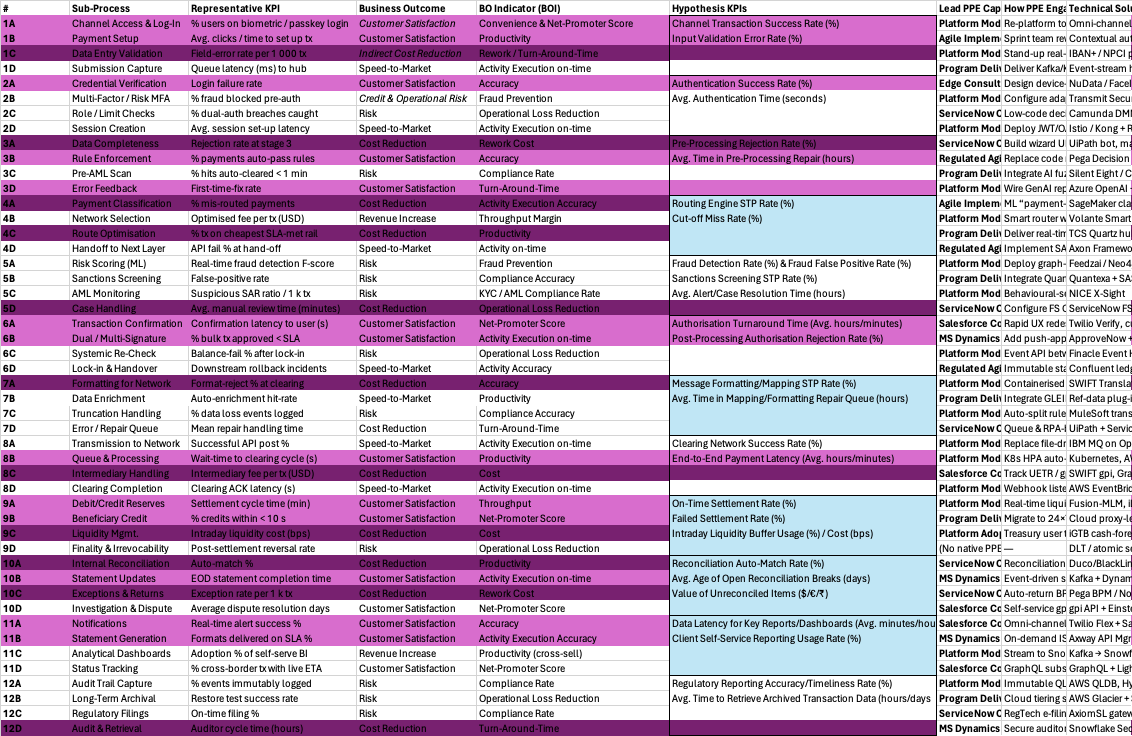 # Sub-Process Representative KPI Business Outcome BO Indicator (BOI) Hypothesis KPIs Lead PPE Cap How PPE Enga Technical Solu
1A Channel Access & Log-In % users on biometric / passkey login Customer Satisfaction Convenience & Net-Promoter Score Channel Transaction Success Rate (%) Platform Mod Re-platform to Omni-channel
1B Payment Setup Avg. clicks / time to set up tx Customer Satisfaction Productivity Input Validation Error Rate (%) Agile Implem Sprint team re Contextual aut
1C Data Entry Validation Field-error rate per 1 000 tx Indirect Cost Reduction Rework / Turn-Around-Time Platform Mod Stand-up real- IBAN+ / NPCI p
1D Submission Capture Queue latency (ms) to hub Speed-to-Market Activity Execution on-time Program Deliv Deliver Kafka/K Event-stream h
2A Credential Verification Login failure rate Customer Satisfaction Accuracy Authentication Success Rate (%) Edge Consult Design device- NuData / Face
2B Multi-Factor / Risk MFA % fraud blocked pre-auth Credit & Operational Risk Fraud Prevention Avg. Authentication Time (seconds) Platform Mod Configure ada Transmit Secu
2C Role / Limit Checks % dual-auth breaches caught Risk Operational Loss Reduction ServiceNow C Low-code dec Camunda DM
2D Session Creation Avg. session set-up latency Speed-to-Market Activity Execution on-time Platform Mod Deploy JWT/O Istio / Kong + R
3A Data Completeness Rejection rate at stage 3 Cost Reduction Rework Cost Pre-Processing Rejection Rate (%) ServiceNow C Build wizard U UiPath bot, ma
3B Rule Enforcement % payments auto-pass rules Customer Satisfaction Accuracy Avg. Time in Pre-Processing Repair (hours) Regulated Agi Replace code Pega Decision
3C Pre-AML Scan % hits auto-cleared < 1 min Risk Compliance Rate Program Deliv Integrate AI fu Silent Eight / C
3D Error Feedback First-time-fix rate Customer Satisfaction Turn-Around-Time Platform Mod Wire GenAI rep Azure OpenAI
4A Payment Classification % mis-routed payments Cost Reduction Activity Execution Accuracy Routing Engine STP Rate (%) Agile Implem ML "payment- SageMaker cla
4B Network Selection Optimised fee per tx (USD) Revenue Increase Throughput Margin Cut-off Miss Rate (%) Platform Mod Smart router w Volante Smart
4C Route Optimisation % tx on cheapest SLA-met rail Cost Reduction Productivity Program Deliv Deliver real-tim TCS Quartz hu
4D Handoff to Next Layer API fail % at hand-off Speed-to-Market Activity on-time Regulated Agi Implement SA Axon Framewo
5A Risk Scoring (ML) Real-time fraud detection F-score Risk Fraud Prevention Fraud Detection Rate (%) & Fraud False Positive Rate (%) Platform Mod Deploy graph- Feedzai / Neo4
5B Sanctions Screening False-positive rate Risk Compliance Accuracy Sanctions Screening STP Rate (%) Program Deliv Integrate Quan Quantexa + SAS
5C AML Monitoring Suspicious SAR ratio / 1 k tx Risk KYC / AML Compliance Rate Avg. Alert/Case Resolution Time (hours) Platform Mod Behavioural-s NICE X-Sight
5D Case Handling Avg. manual review time (minutes) Cost Reduction Operational Loss Reduction ServiceNow C Configure FS C ServiceNow FS
6A Transaction Confirmation Confirmation latency to user (s) Customer Satisfaction Net-Promoter Score Authorisation Turnaround Time (Avg. hours/minutes) Salesforce Co Rapid UX rede Twilio Verify, cu
6B Dual / Multi-Signature % bulk tx approved < SLA Customer Satisfaction Productivity Post-Processing Authorisation Rejection Rate (%) MS Dynamics Add push-app ApproveNow +
6C Systemic Re-Check Balance-fail % after lock-in Risk Operational Loss Reduction Platform Mod Event API betw Finacle Event H
6D Lock-in & Handover Downstream rollback incidents Speed-to-Market Activity Accuracy Regulated Agi Immutable sta Confluent ledg
7A Formatting for Network Format-reject % at clearing Cost Reduction Accuracy Message Formatting/Mapping STP Rate (%) Platform Mod Containerised SWIFT Transla
7B Data Enrichment Auto-enrichment hit-rate Speed-to-Market Productivity Avg. Time in Mapping/Formatting Repair Queue (hours) Program Deliv Integrate GLEI Ref-data plug-i
7C Truncation Handling % data loss events logged Risk Compliance Accuracy Platform Mod Auto-split rule MuleSoft trans
7D Error / Repair Queue Mean repair handling time Cost Reduction Turn-Around-Time ServiceNow C Queue & RPA-l UiPath + Servic
8A Transmission to Network Successful API post % Speed-to-Market Activity Execution on-time Clearing Network Success Rate (%) Platform Mod Replace file-dr IBM MQ on Op
8B Queue & Processing Wait-time to clearing cycle (s) Customer Satisfaction Productivity End-to-End Payment Latency (Avg. hours/minutes) Platform Mod K8s HPA auto- Kubernetes, A
8C Intermediary Handling Intermediary fee per tx (USD) Cost Reduction Cost Salesforce Co Track UETR / g SWIFT gpi, Gra
8D Clearing Completion Clearing ACK latency (s) Speed-to-Market Activity Execution on-time Platform Mod Webhook liste AWS EventBrid
9A Debit/Credit Reserves Settlement cycle time (min) Customer Satisfaction Throughput On-Time Settlement Rate (%) Platform Mod Real-time liqui Fusion-MLM, i
9B Beneficiary Credit % credits within < 10 s Customer Satisfaction Net-Promoter Score Failed Settlement Rate (%) Program Deliv Migrate to 24× Cloud proxy-le
9C Liquidity Mgmt. Intraday liquidity cost (bps) Cost Reduction Cost Intraday Liquidity Buffer Usage (%) / Cost (bps) Platform Adop Treasury user t iGTB cash-fore
9D Finality & Irrevocability Post-settlement reversal rate Risk Operational Loss Reduction (No native PPE — DLT / atomic s
10A Internal Reconciliation Auto-match % Cost Reduction Productivity Reconciliation Auto-Match Rate (%) ServiceNow C Reconciliation Duco/BlackLin
10B Statement Updates EOD statement completion time Customer Satisfaction Activity Execution on-time Avg. Age of Open Reconciliation Breaks (days) MS Dynamics Event-driven s Kafka + Dynam
10C Exceptions & Returns Exception rate per 1 k tx Cost Reduction Rework Cost Value of Unreconciled Items ($/€/₹) ServiceNow C Auto-return BF Pega BPM / No
10D Investigation & Dispute Average dispute resolution days Customer Satisfaction Net-Promoter Score Salesforce Co Self-service gp gpi API + Einste
11A Notifications Real-time alert success % Customer Satisfaction Activity Execution on-time Data Latency for Key Reports/Dashboards (Avg. minutes/hou Salesforce Co Omni-channel Twilio Flex + Sa
11B Statement Generation Formats delivered on SLA % Customer Satisfaction Activity Execution Accuracy Client Self-Service Reporting Usage Rate (%) MS Dynamics On-demand IS Axway API Mgr
11C Analytical Dashboards Adoption % of self-serve BI Revenue Increase Productivity (cross-sell) Platform Mod Stream to Sno Kafka → Snowf
11D Status Tracking % cross-border tx with live ETA Customer Satisfaction Net-Promoter Score Salesforce Co GraphQL subs GraphQL + Ligh
12A Audit Trail Capture % events immutably logged Risk Compliance Rate Regulatory Reporting Accuracy/Timeliness Rate (%) Platform Mod Immutable QL AWS QLDB, Hy
12B Long-Term Archival Restore test success rate Risk Operational Loss Reduction Avg. Time to Retrieve Archived Transaction Data (hours/days Program Deliv Cloud tiering s AWS Glacier +
12C Regulatory Filings On-time filing % Risk Compliance Rate ServiceNow C RegTech e-filin AxiomSL gatew
12D Audit & Retrieval Auditor cycle time (hours) Cost Reduction Turn-Around-Time MS Dynamics Secure audito Snowflake Sec